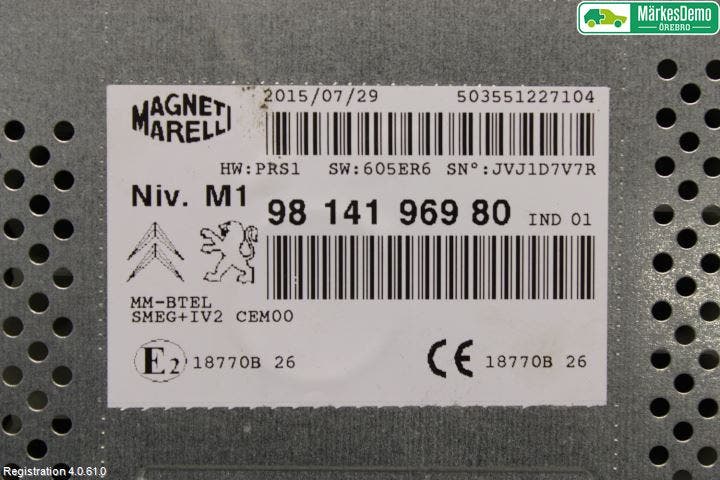 MärkesDemo
ÖREBRO
MAGNETI
MARELLI
2015/07/29 503551227104
HW:PRS1 SW:605ER6 SN°:JVJ1D7V7R
Niv. M1
98 141 969 80 IND 01
MM-BTEL
SMEG+IV2 CEM00
E2 18770B 26
CE 18770B 26
Registration 4.0.61.0